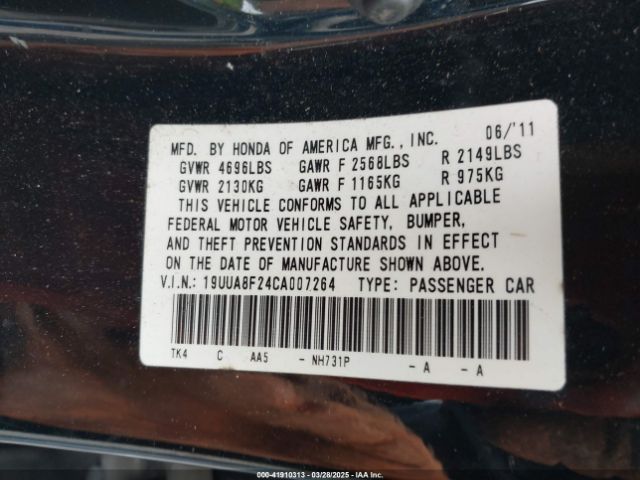 MFD. BY HONDA OF AMERICA MFG., INC. 06/'11
GVWR 4696LBS GAWR F 2568LBS R 2149LBS
GVWR 2130KG GAWR F 1165KG R 975KG
THIS VEHICLE CONFORMS TO ALL APPLICABLE
FEDERAL MOTOR VEHICLE SAFETY, BUMPER,
AND THEFT PREVENTION STANDARDS IN EFFECT
ON THE DATE OF MANUFACTURE SHOWN ABOVE.
V.I.N.: 19UUA8F24CA007264 TYPE: PASSENGER CAR
TK4 C AA5 - NH731P - A - A
000-41910313 - 03/28/2025 - IAA Inc.